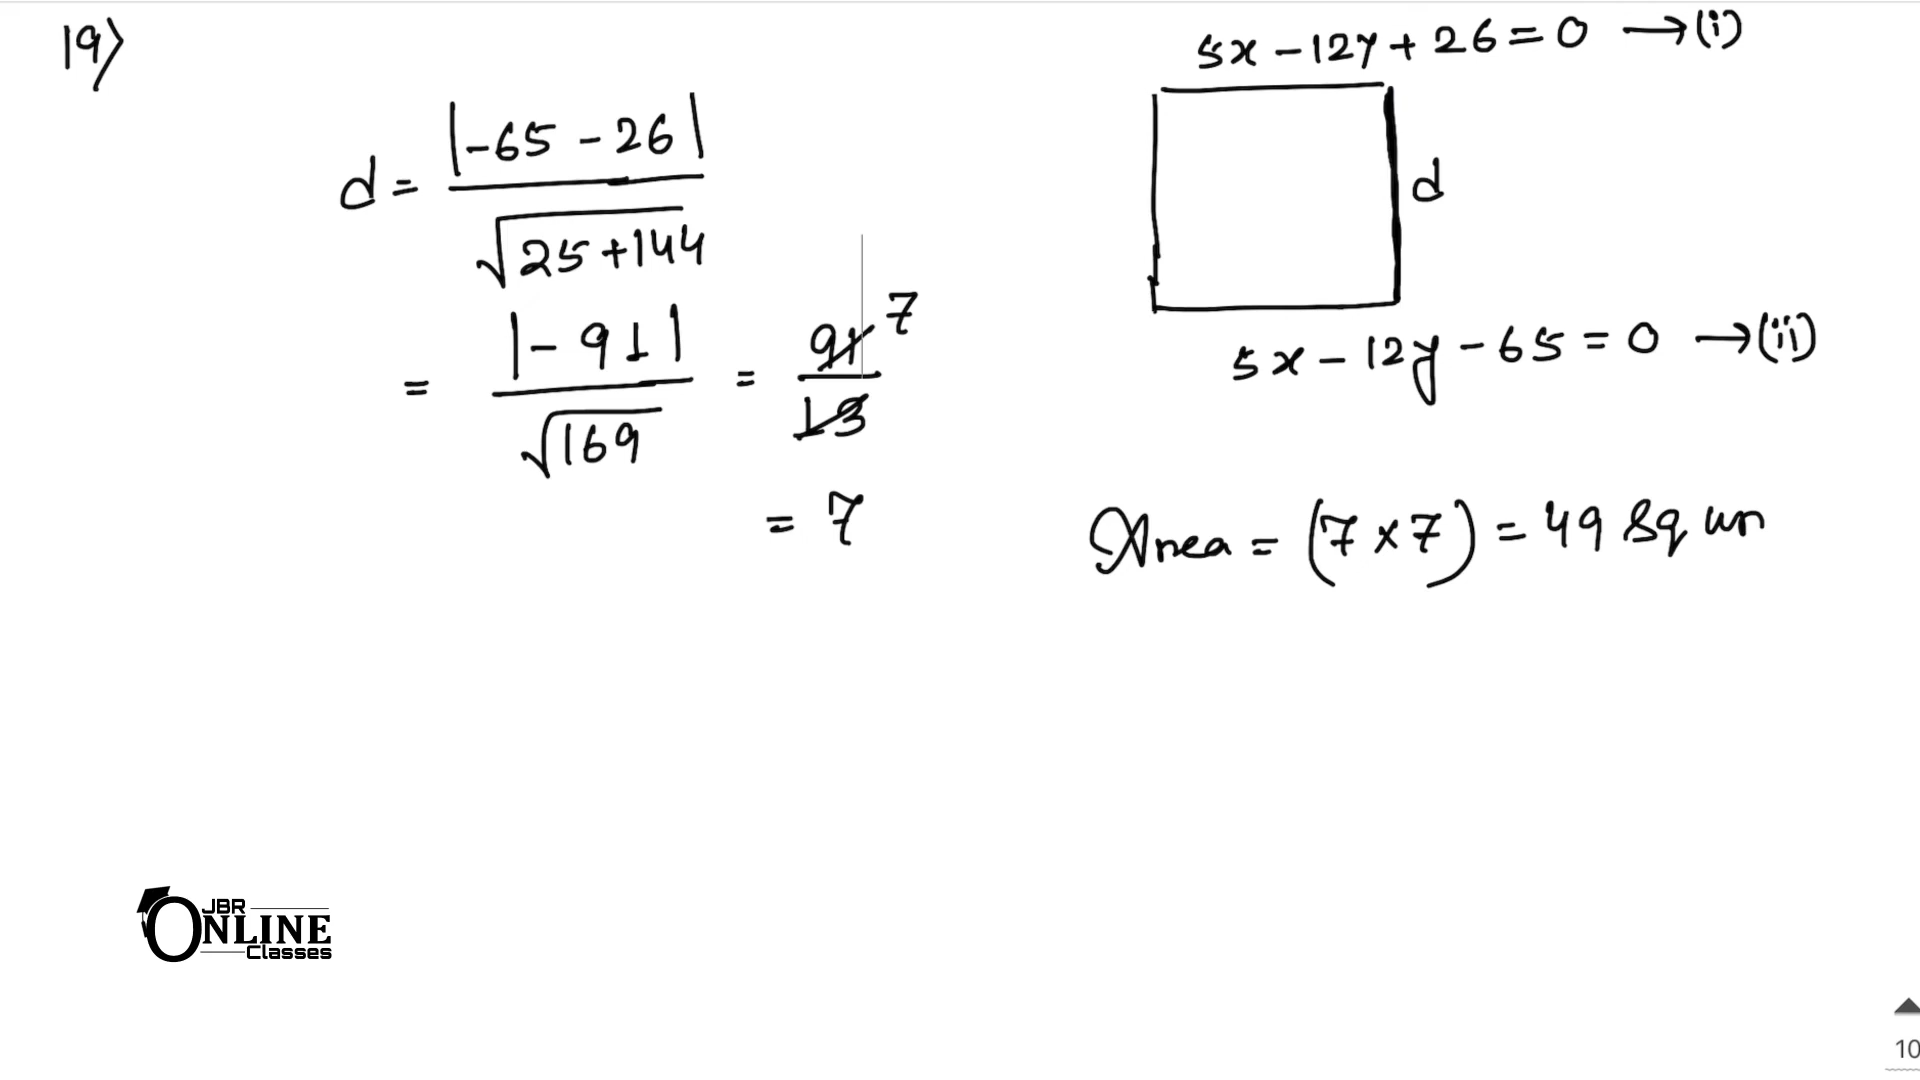 19)
5x - 12y + 26 = 0 → (i)
d = |-65 - 26| / √25+144
d
= |-91| / √169 = 91 7 / 13
5x - 12y - 65 = 0 → (ii)
= 7
Area = (7 × 7) = 49 Sq un
JBR
ONLINE
Classes
10